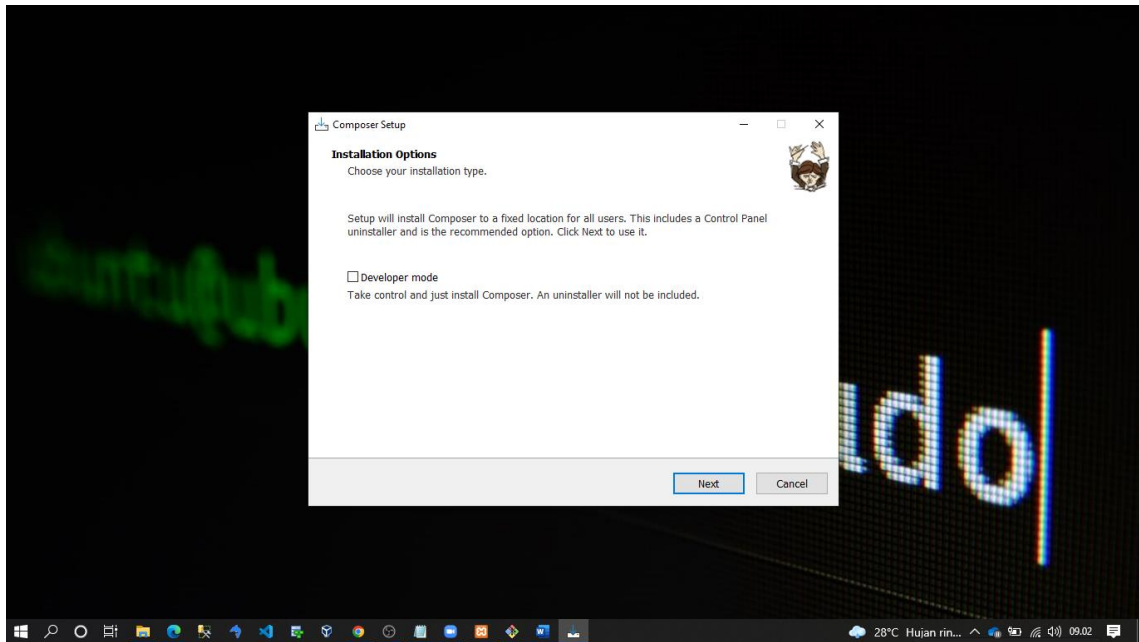 Composer Setup
Installation Options
Choose your installation type.
Setup will install Composer to a fixed location for all users. This includes a Control Panel
uninstaller and is the recommended option. Click Next to use it.
Developer mode
Take control and just install Composer. An uninstaller will not be included.
Next
Cancel
28°C Hujan rin...
09.02